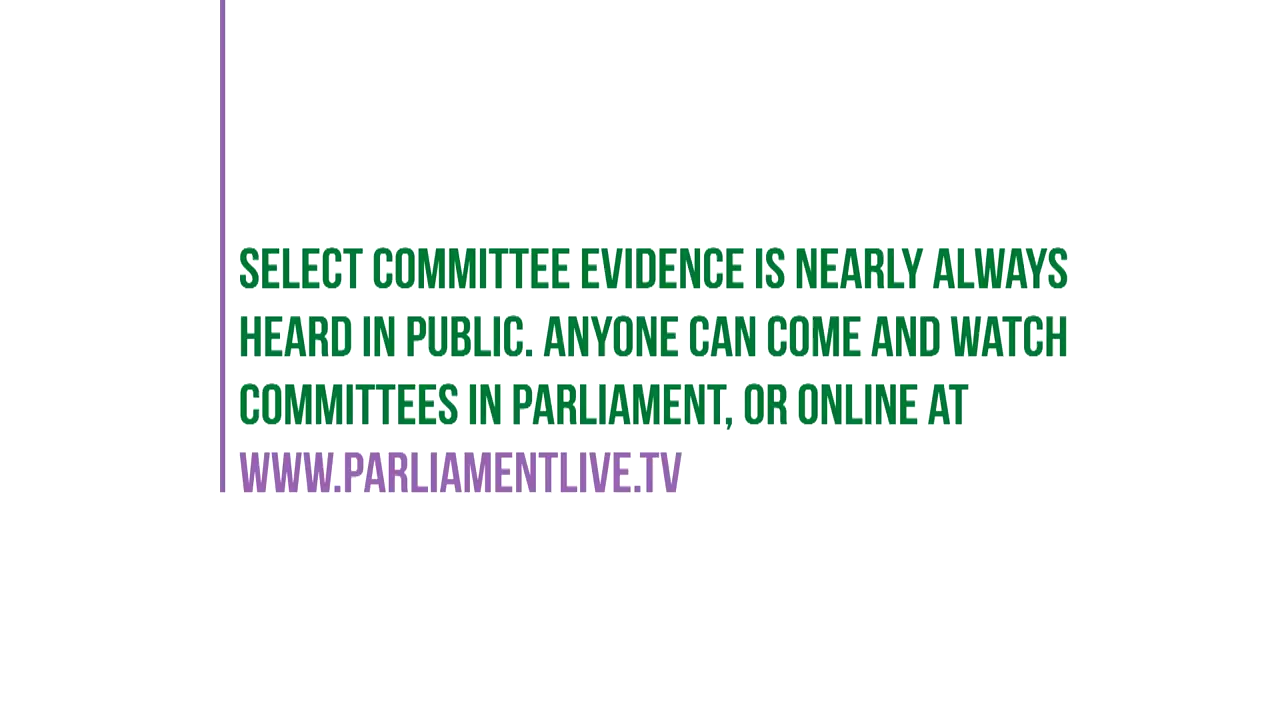 SELECT COMMITTEE EVIDENCE IS NEARLY ALWAYS
HEARD IN PUBLIC. ANYONE CAN COME AND WATCH
COMMITTEES IN PARLIAMENT, OR ONLINE AT
WWW.PARLIAMENTLIVE.TV